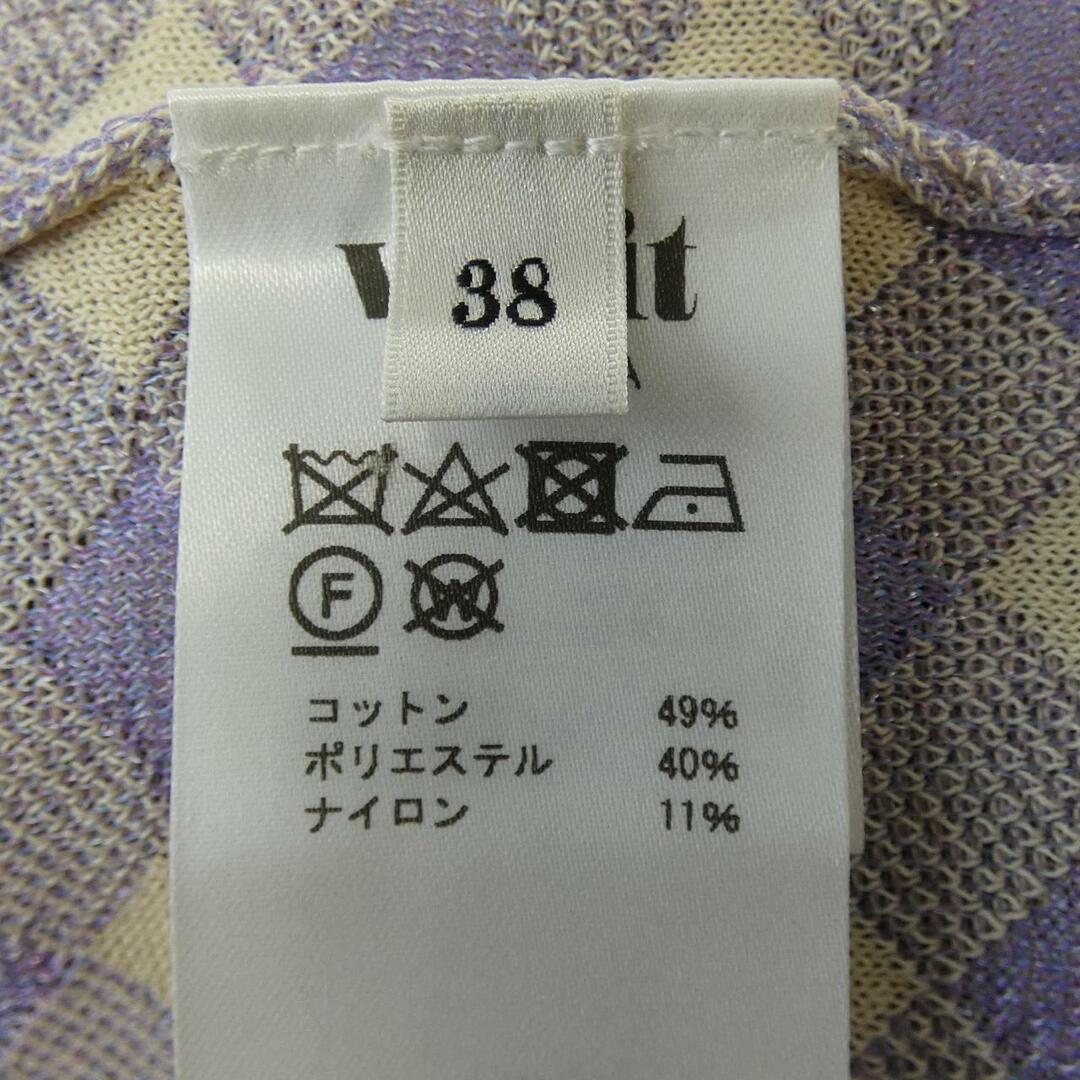 38
F
W
コットン 49%
ポリエステル 40%
ナイロン 11%